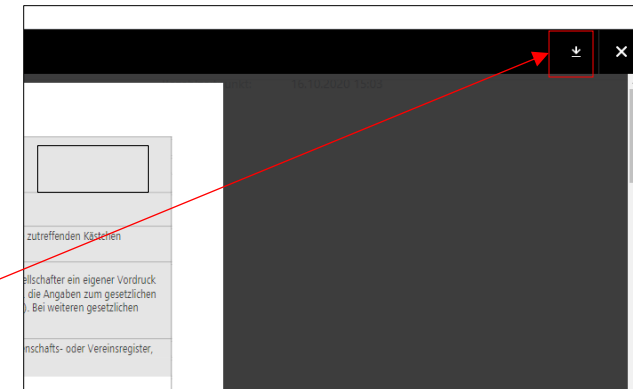 16.10.2020 15:03
zutreffenden Kästchen
ellschafter ein eigener Vordruck
die Angaben zum gesetzlichen
). Bei weiteren gesetzlichen
nschafts- oder Vereinsregister,